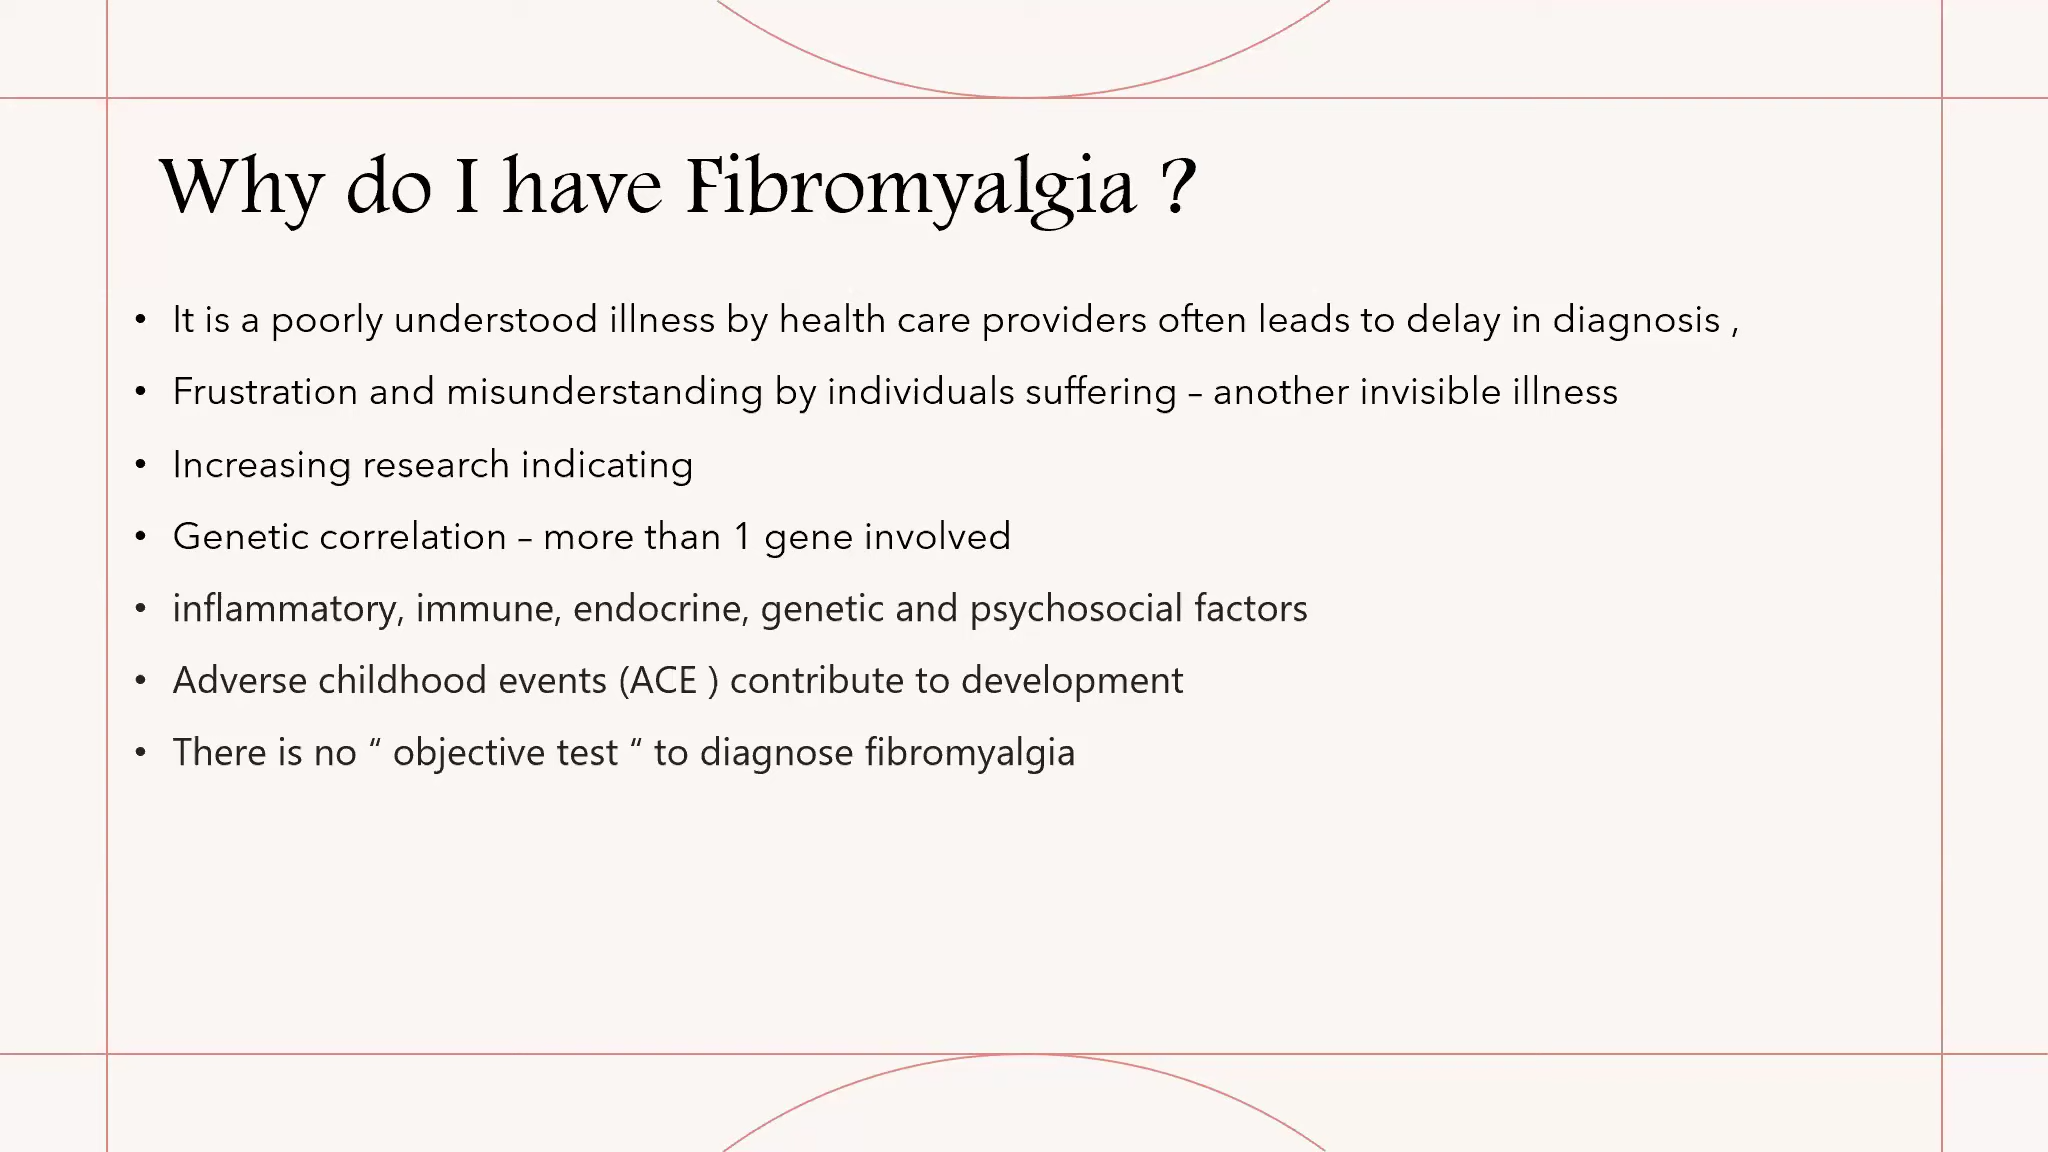 Why do I have Fibromyalgia ?
• It is a poorly understood illness by health care providers often leads to delay in diagnosis ,
• Frustration and misunderstanding by individuals suffering – another invisible illness
• Increasing research indicating
• Genetic correlation – more than 1 gene involved
• inflammatory, immune, endocrine, genetic and psychosocial factors
• Adverse childhood events (ACE ) contribute to development
• There is no “ objective test “ to diagnose fibromyalgia